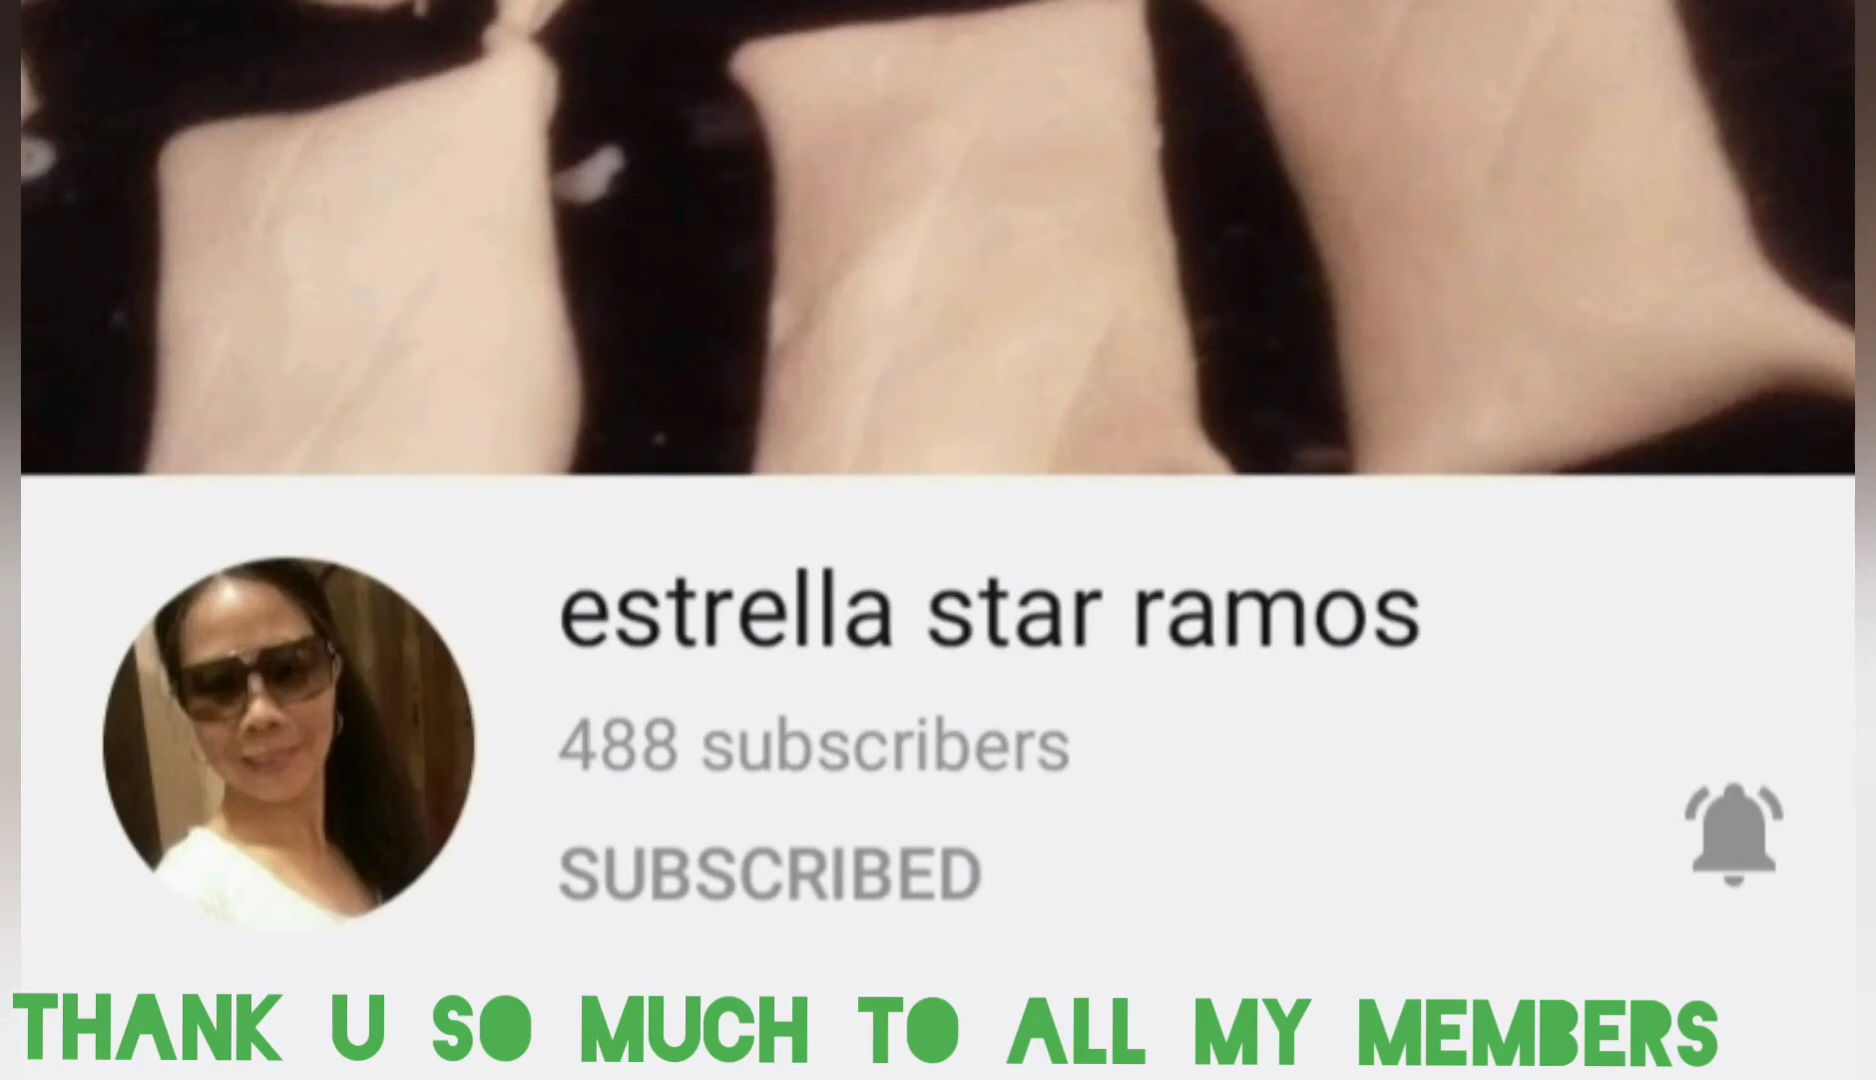 estrella star ramos
488 subscribers
SUBSCRIBED
THANK U SO MUCH TO ALL MY MEMBERS